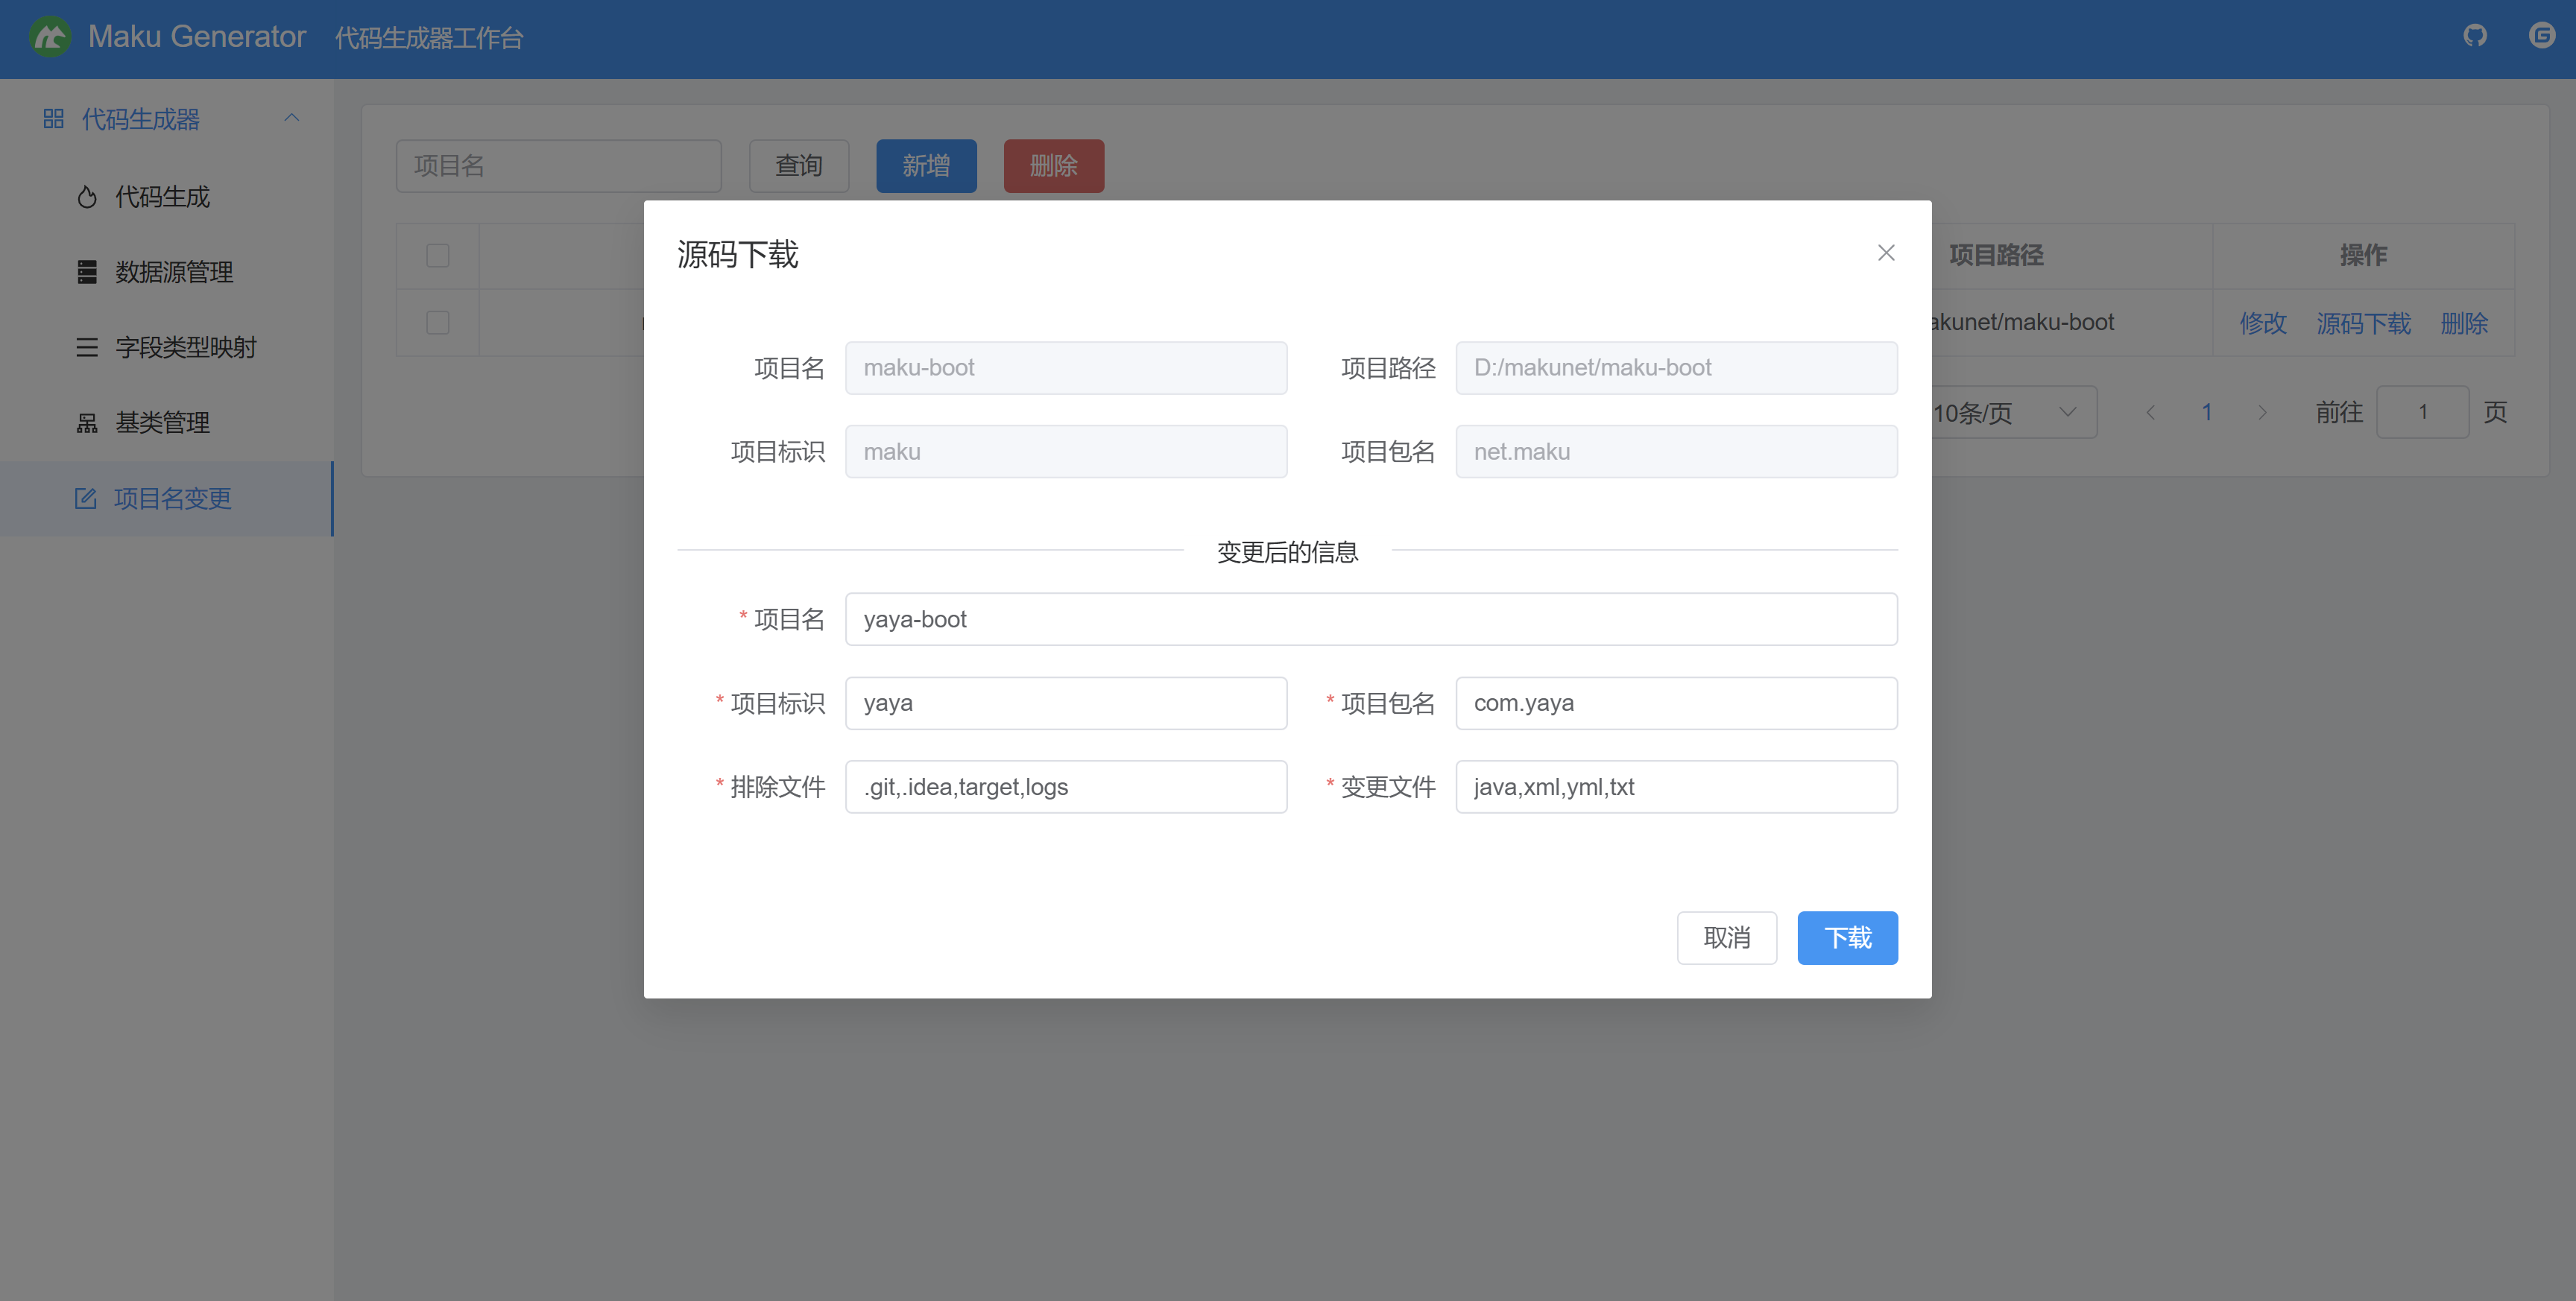 Maku Generator 代码生成器工作台
代码生成器
代码生成
数据源管理
字段类型映射
基类管理
项目名变更
项目名 查询 新增 删除
项目路径 操作
akunet/maku-boot 修改 源码下载 删除
10条/页 1 前往 1 页
源码下载
项目名 maku-boot 项目路径 D:/makunet/maku-boot
项目标识 maku 项目包名 net.maku
变更后的信息
* 项目名 yaya-boot
* 项目标识 yaya * 项目包名 com.yaya
* 排除文件 .git,.idea,target,logs * 变更文件 java,xml,yml,txt
取消 下载